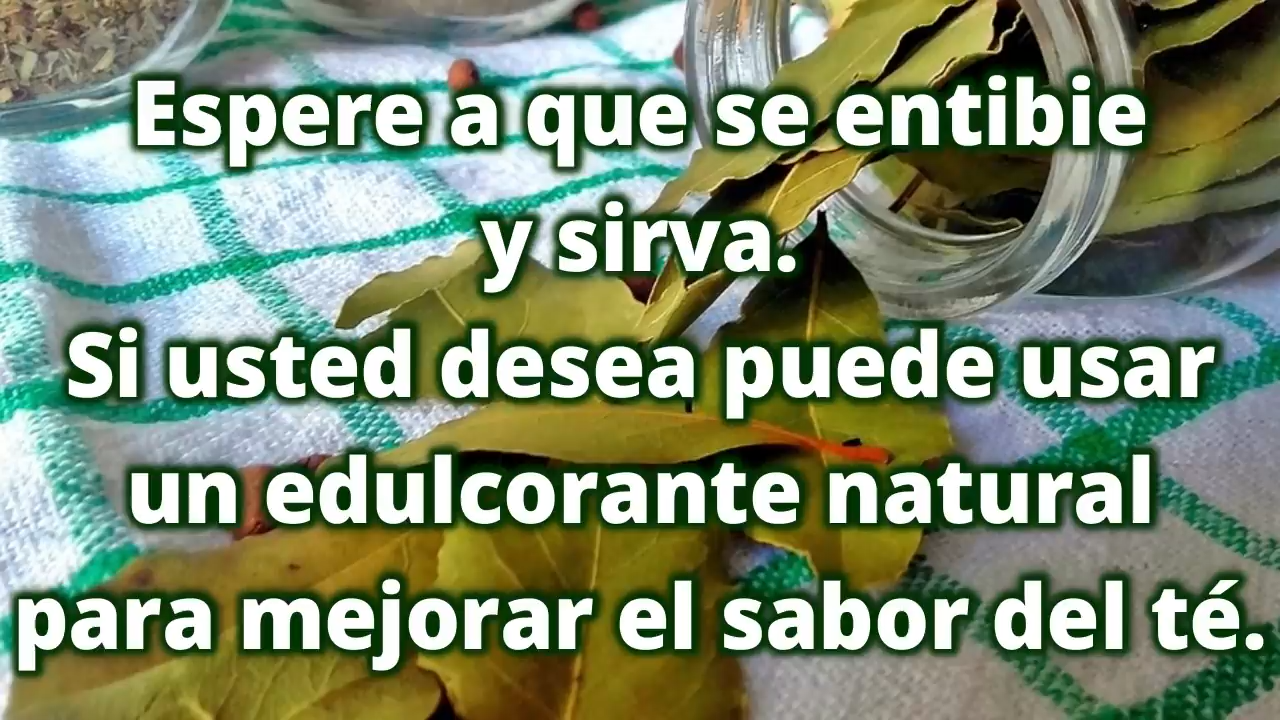 Espere a que se entibie
y sirva.
Si usted desea puede usar
un edulcorante natural
para mejorar el sabor del té.